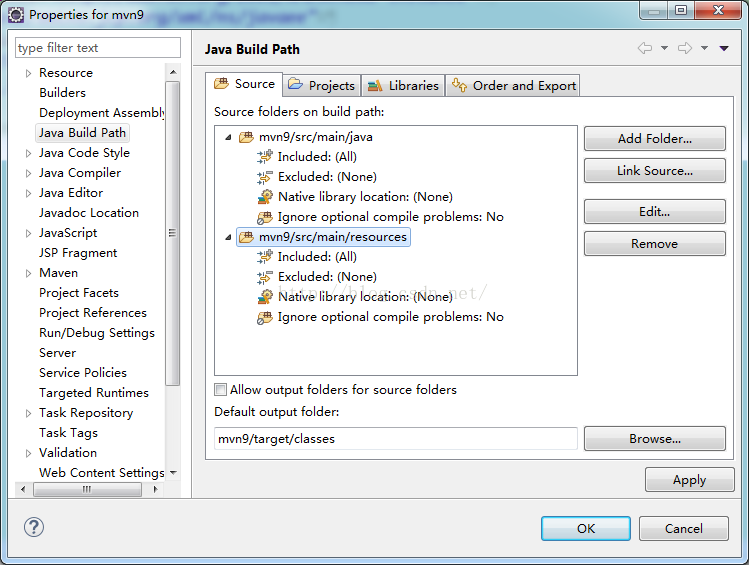 Properties for mvn9
type filter text
Resource
Builders
Deployment Assembly
Java Build Path
Java Code Style
Java Compiler
Java Editor
Javadoc Location
JavaScript
JSP Fragment
Maven
Project Facets
Project References
Run/Debug Settings
Server
Service Policies
Targeted Runtimes
Task Repository
Task Tags
Validation
Web Content Settings
Java Build Path
Source
Projects
Libraries
Order and Export
Source folders on build path:
mvn9/src/main/java
Included: (All)
Excluded: (None)
Native library location: (None)
Ignore optional compile problems: No
mvn9/src/main/resources
Included: (All)
Excluded: (None)
http://blog.csdn.net/
Native library location: (None)
Ignore optional compile problems: No
Add Folder...
Link Source...
Edit...
Remove
Allow output folders for source folders
Default output folder:
mvn9/target/classes
Browse...
Apply
?
OK
Cancel